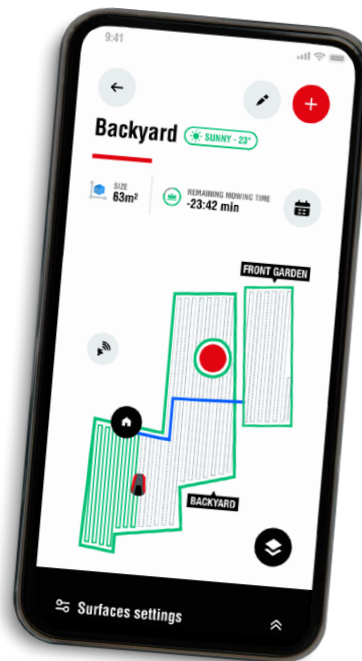 9:41
Backyard
SUNNY - 23°
SIZE
63m²
REMAINING MOWING TIME
-23:42 min
FRONT GARDEN
BACKYARD
Surfaces settings